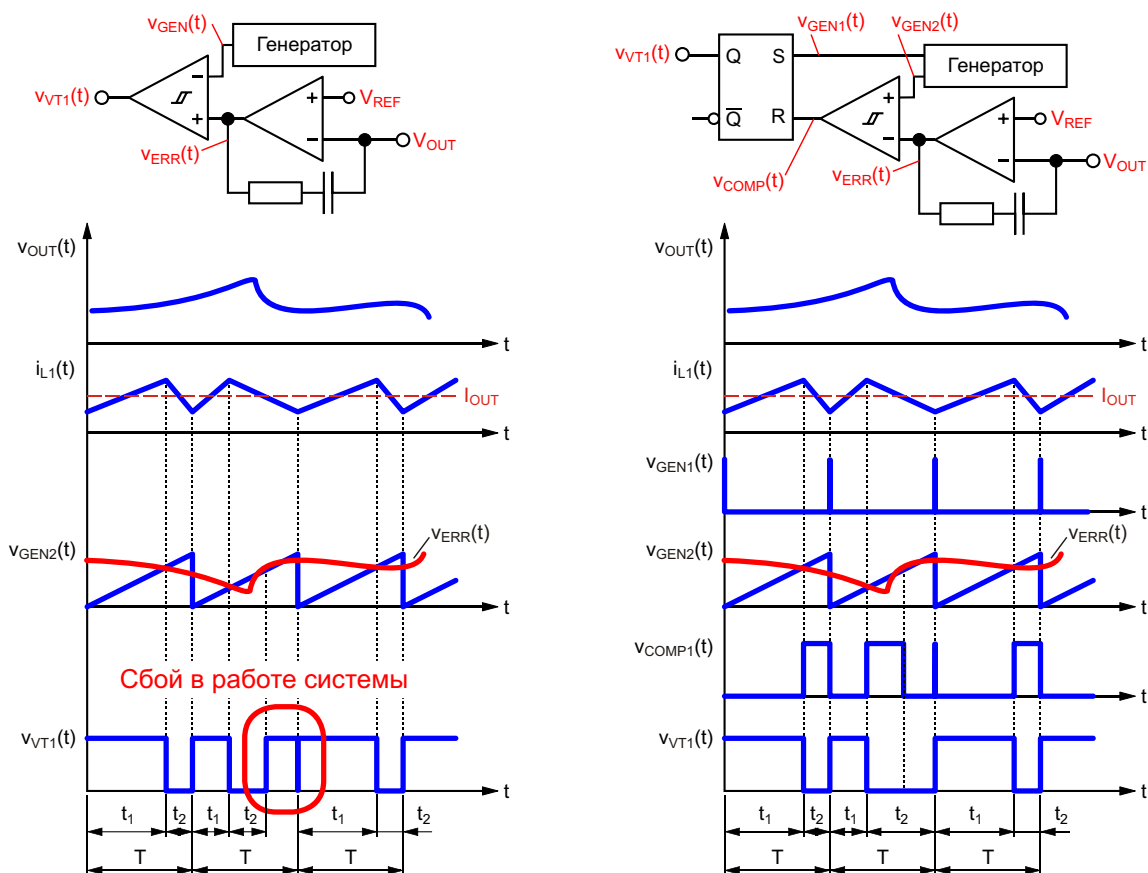 vGEN(t)
Генератор
vVT1(t)
−
+
+
−
VREF
VOUT
vERR(t)
vOUT(t)
t
iL1(t)
IOUT
t
vGEN2(t)
vERR(t)
t
Сбой в работе системы
vVT1(t)
t
t1
t2
t1
t2
t1
t2
T
T
T
vGEN1(t)
vGEN2(t)
vVT1(t)
Q
S
Генератор
Q
R
+
−
+
−
VREF
VOUT
vCOMP(t)
vERR(t)
vOUT(t)
t
iL1(t)
IOUT
t
vGEN1(t)
t
vGEN2(t)
vERR(t)
t
vCOMP1(t)
t
vVT1(t)
t
t1
t2
t1
t2
t1
t2
T
T
T